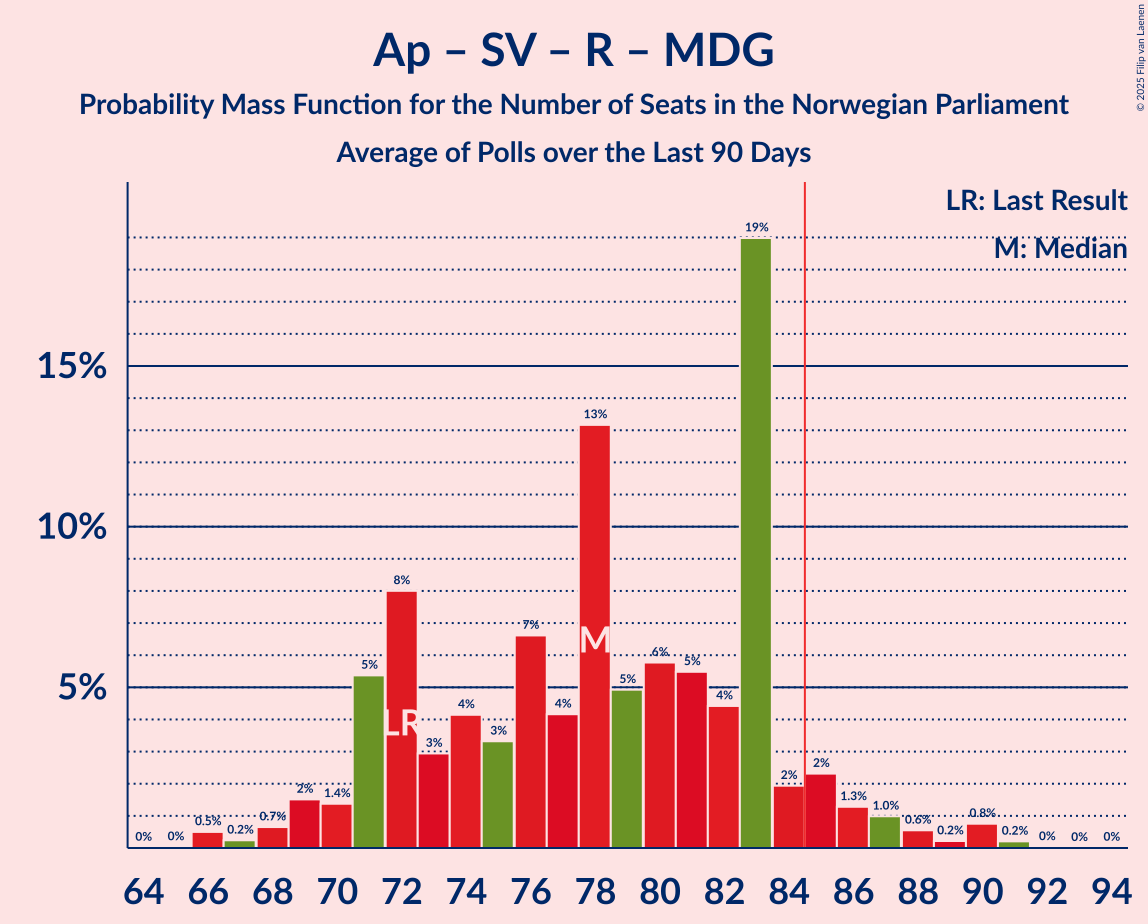 Ap – SV – R – MDG
Probability Mass Function for the Number of Seats in the Norwegian Parliament
Average of Polls over the Last 90 Days
© 2025 Filip van Laenen
LR: Last Result
M: Median
15%
10%
5%
0% 0% 0.5% 0.2% 0.7% 2% 1.4% 5% 8% 3% 4% 3% 7% 4% 13% 5% 6% 5% 4% 19% 2% 2% 1.3% 1.0% 0.6% 0.2% 0.8% 0.2% 0% 0% 0%
LR
M
64 66 68 70 72 74 76 78 80 82 84 86 88 90 92 94